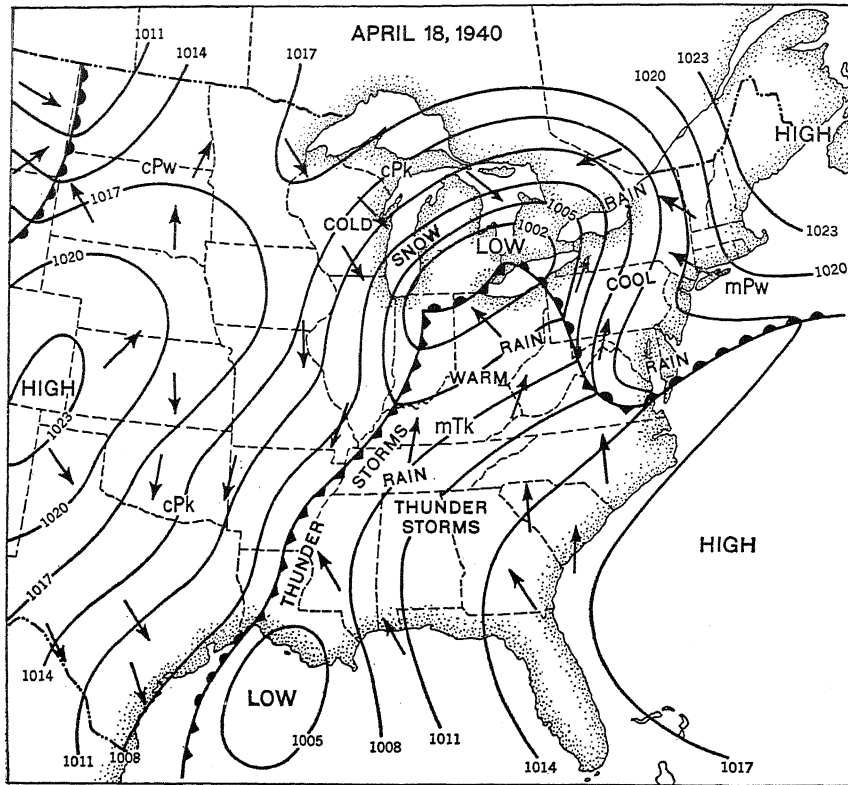 APRIL 18, 1940
1011
1014
1017
1020
1023
HIGH
cPw
cPk
1017
RAIN
COLD
SNOW
1005
1002
LOW
1023
1020
COOL
mPw
1020
HIGH
1023
RAIN
RAIN
WARM
mTk
STORMS
RAIN
cPk
1020
THUNDER
STORMS
THUNDER
HIGH
1017
1014
LOW
1005
1011
1008
1008
1011
1014
1017